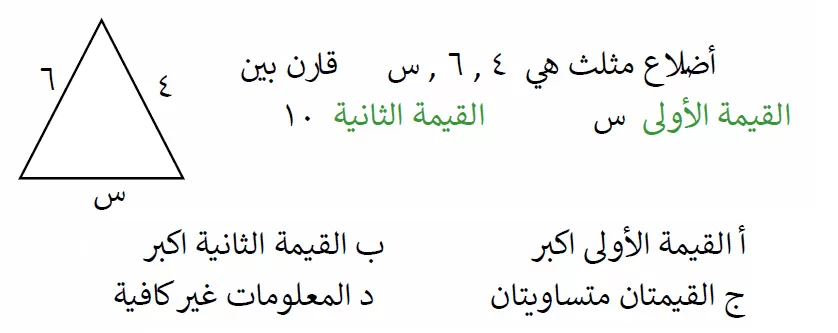 أضلاع مثلث هي ٤ , ٦ , س قارن بين
القيمة الأولى س القيمة الثانية ١٠
٦
٤
س
أ القيمة الأولى اكبر ب القيمة الثانية اكبر
ج القيمتان متساويتان د المعلومات غير كافية